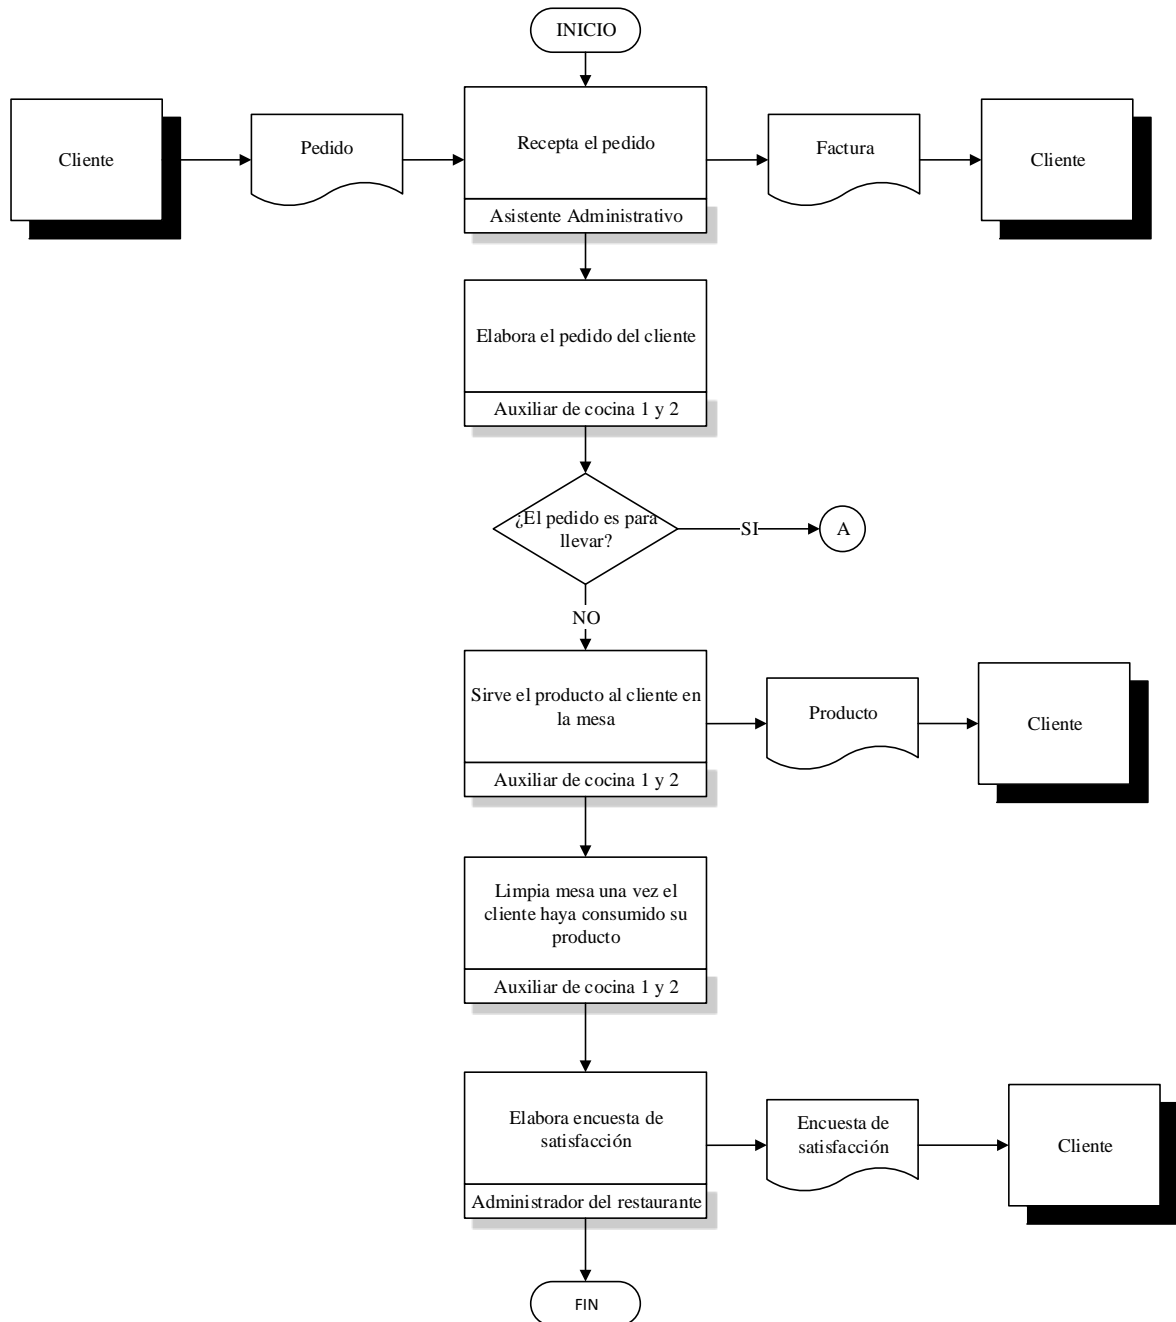 INICIO
Cliente
Pedido
Recepta el pedido
Asistente Administrativo
Factura
Cliente
Elabora el pedido del cliente
Auxiliar de cocina 1 y 2
¿El pedido es para
llevar?
SI
A
NO
Sirve el producto al cliente en
la mesa
Auxiliar de cocina 1 y 2
Producto
Cliente
Limpia mesa una vez el
cliente haya consumido su
producto
Auxiliar de cocina 1 y 2
Elabora encuesta de
satisfacción
Administrador del restaurante
Encuesta de
satisfacción
Cliente
FIN